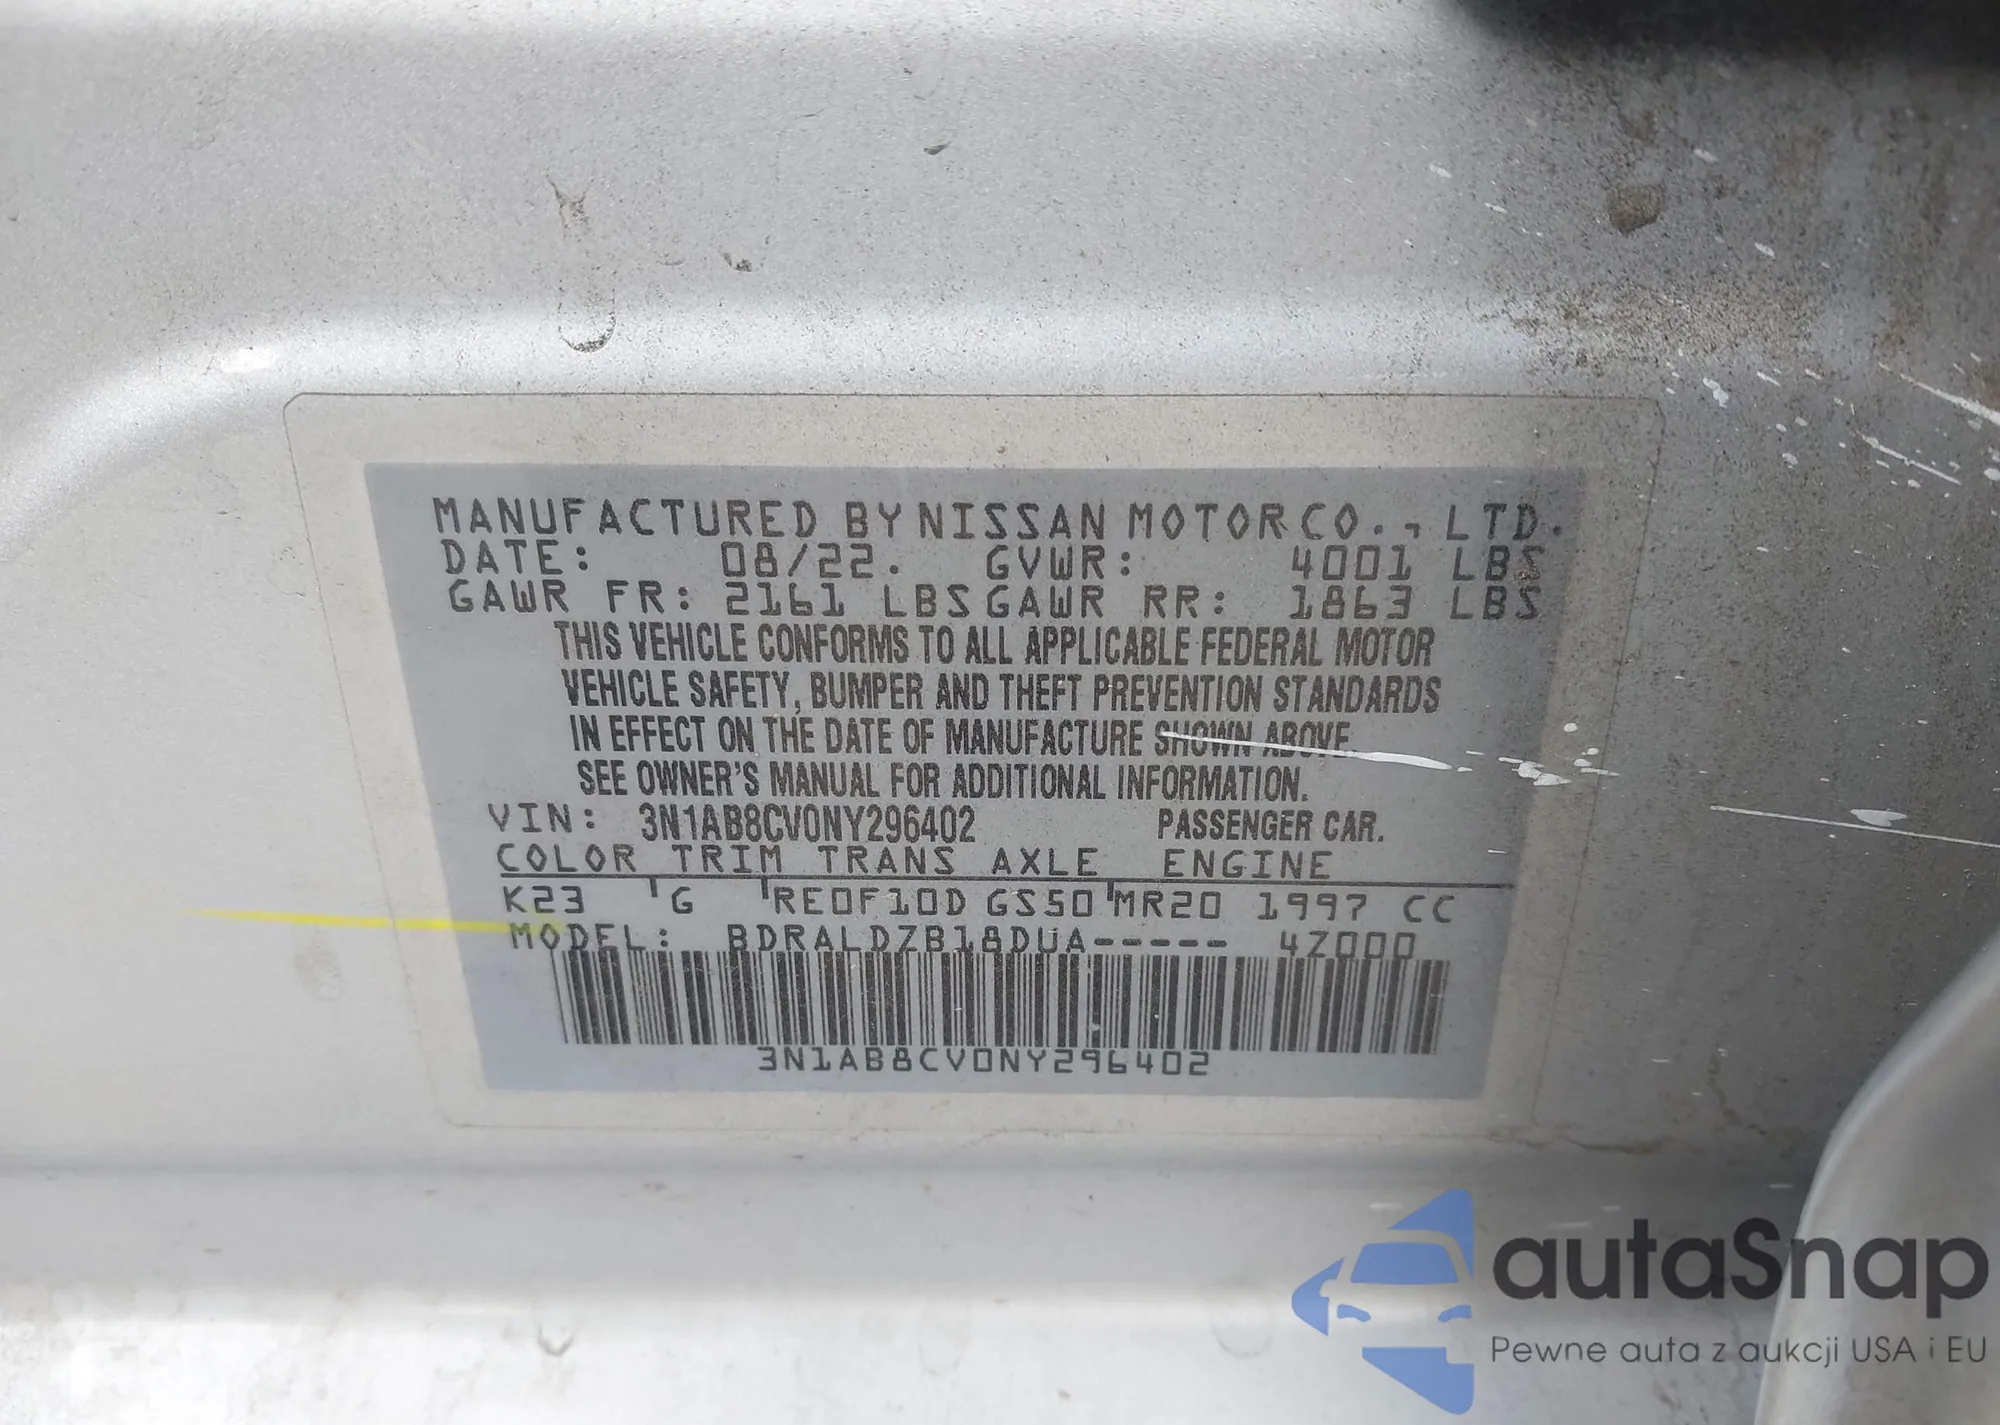 MANUFACTURED BY NISSAN MOTOR CO., LTD.
DATE: 08/22. GVWR: 4001 LBS
GAWR FR: 2161 LBS GAWR RR: 1863 LBS
THIS VEHICLE CONFORMS TO ALL APPLICABLE FEDERAL MOTOR
VEHICLE SAFETY, BUMPER AND THEFT PREVENTION STANDARDS
IN EFFECT ON THE DATE OF MANUFACTURE SHOWN ABOVE.
SEE OWNER'S MANUAL FOR ADDITIONAL INFORMATION.
VIN: 3N1AB8CV0NY296402 PASSENGER CAR.
COLOR TRIM TRANS AXLE ENGINE
K23 G RE0F10D GS50 MR20 1997 CC
MODEL: BDRALDZB18DUA----- 4Z000
3N1AB8CV0NY296402
autaSnap
Pewne auta z aukcji USA i EU